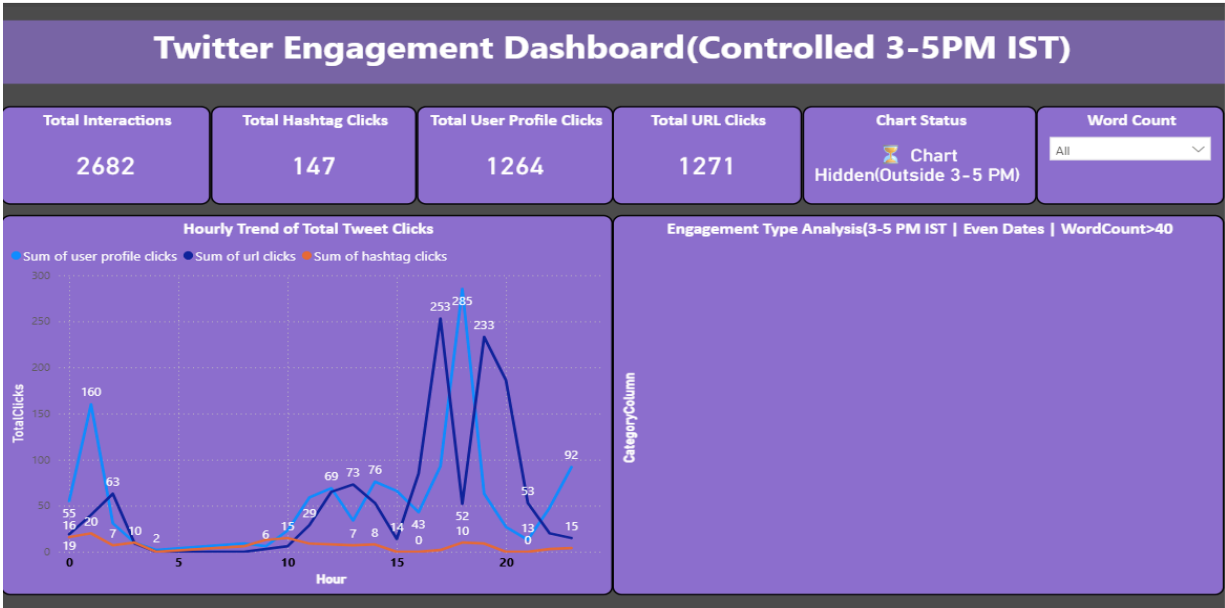 Twitter Engagement Dashboard(Controlled 3-5PM IST)
Total Interactions
2682
Total Hashtag Clicks
147
Total User Profile Clicks
1264
Total URL Clicks
1271
Chart Status
⏳ Chart
Hidden(Outside 3-5 PM)
Word Count
All
Hourly Trend of Total Tweet Clicks
Sum of user profile clicks Sum of url clicks Sum of hashtag clicks
TotalClicks
300
250
200
150
100
50
0
55
16
19
160
20
63
7
10
2
6
15
29
69
73
7
76
8
14
43
0
253
285
52
10
233
53
13
0
92
15
0 5 10 15 20
Hour
Engagement Type Analysis(3-5 PM IST | Even Dates | WordCount>40
CategoryColumn